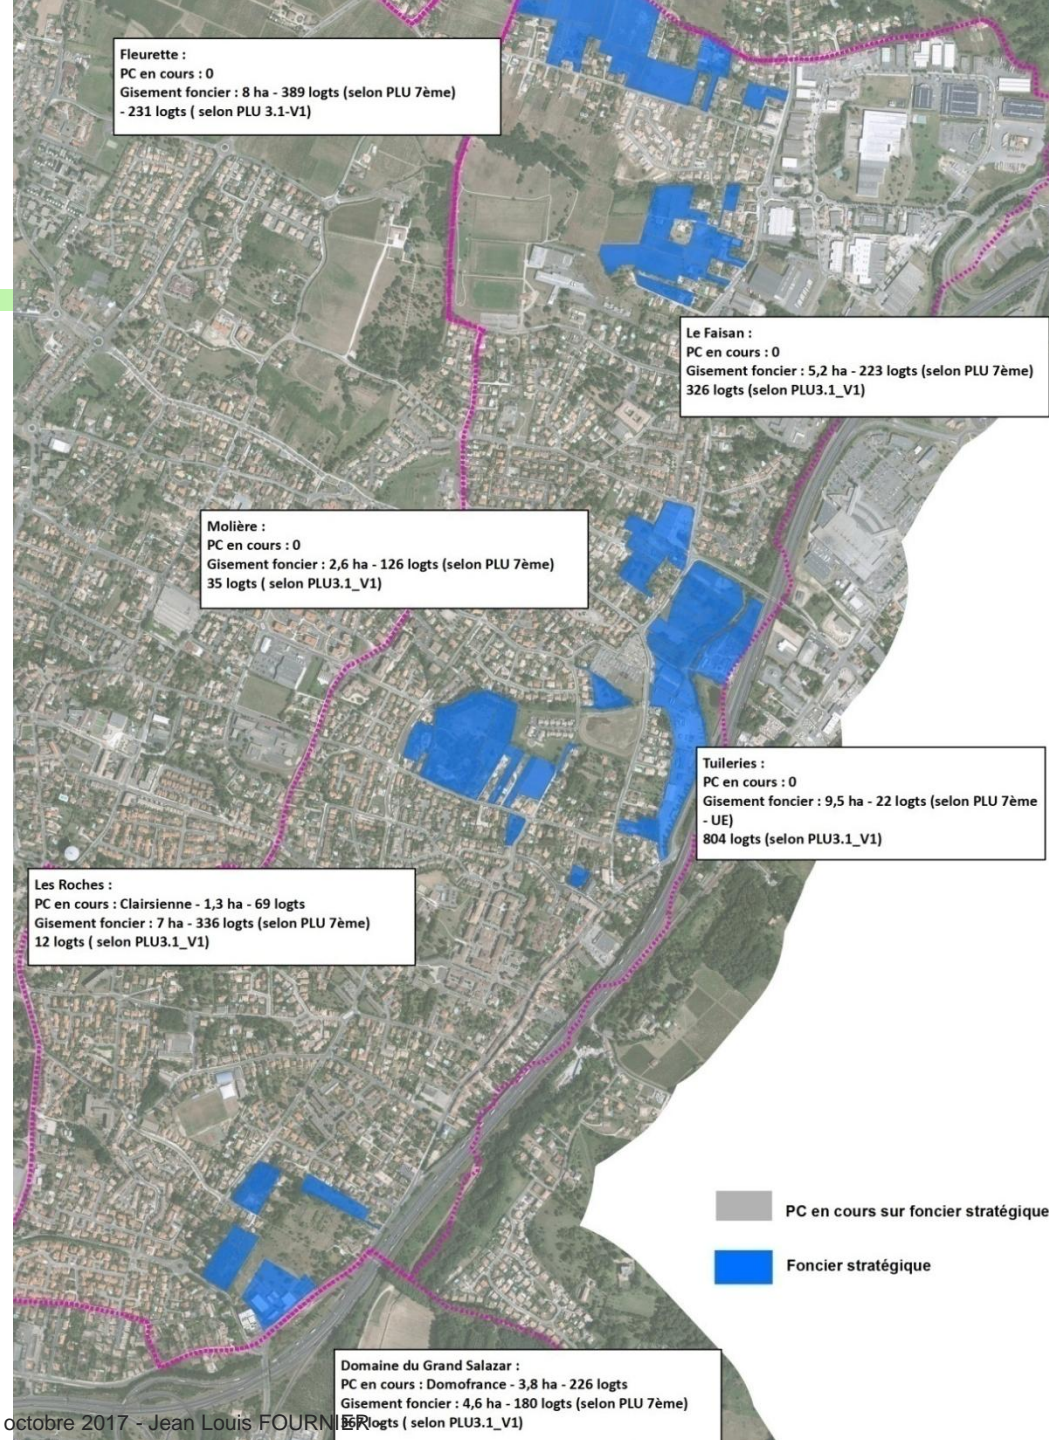 Fleurette :
PC en cours : 0
Gisement foncier : 8 ha - 389 logts (selon PLU 7ème)
- 231 logts ( selon PLU 3.1-V1)
Le Faisan :
PC en cours : 0
Gisement foncier : 5,2 ha - 223 logts (selon PLU 7ème)
326 logts (selon PLU3.1_V1)
Molière :
PC en cours : 0
Gisement foncier : 2,6 ha - 126 logts (selon PLU 7ème)
35 logts ( selon PLU3.1_V1)
Tuileries :
PC en cours : 0
Gisement foncier : 9,5 ha - 22 logts (selon PLU 7ème
- UE)
804 logts (selon PLU3.1_V1)
Les Roches :
PC en cours : Clairsienne - 1,3 ha - 69 logts
Gisement foncier : 7 ha - 336 logts (selon PLU 7ème)
12 logts ( selon PLU3.1_V1)
PC en cours sur foncier stratégique
Foncier stratégique
Domaine du Grand Salazar :
PC en cours : Domofrance - 3,8 ha - 226 logts
Gisement foncier : 4,6 ha - 180 logts (selon PLU 7ème)
logts ( selon PLU3.1_V1)
octobre 2017 - Jean Louis FOURNIER